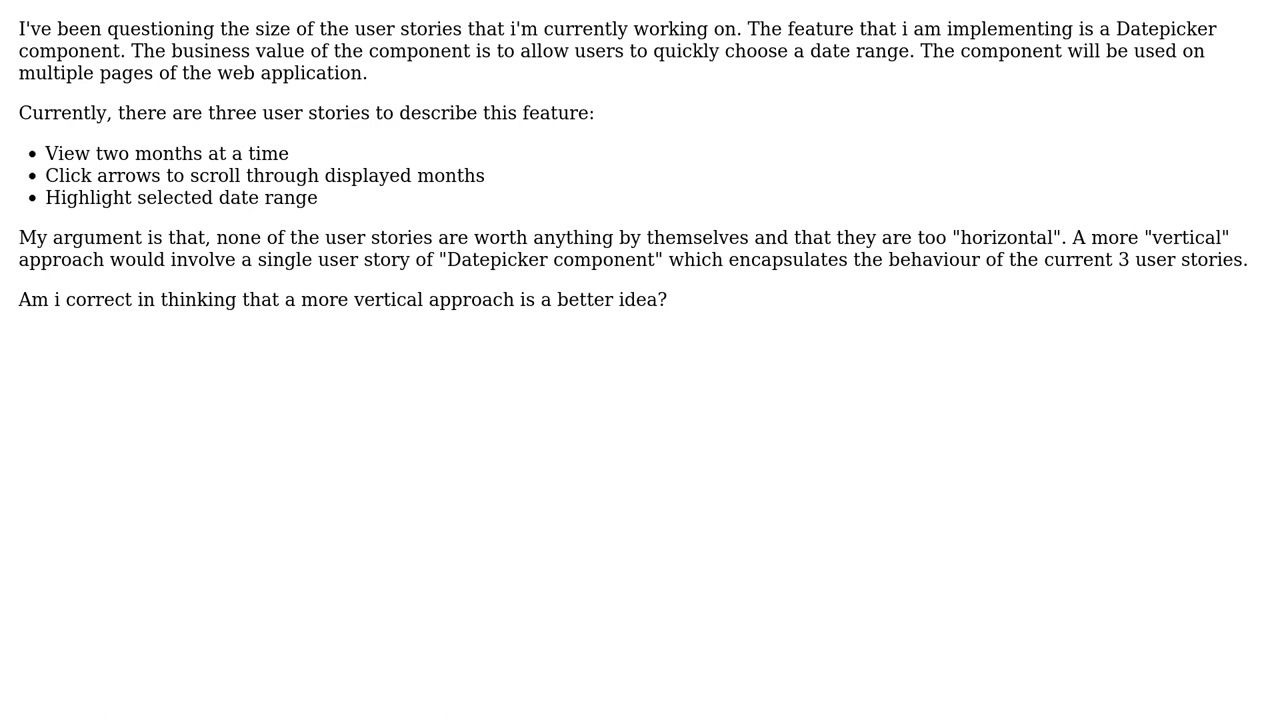 I've been questioning the size of the user stories that i'm currently working on. The feature that i am implementing is a Datepicker
component. The business value of the component is to allow users to quickly choose a date range. The component will be used on
multiple pages of the web application.
Currently, there are three user stories to describe this feature:
• View two months at a time
• Click arrows to scroll through displayed months
• Highlight selected date range
My argument is that, none of the user stories are worth anything by themselves and that they are too "horizontal". A more "vertical"
approach would involve a single user story of "Datepicker component" which encapsulates the behaviour of the current 3 user stories.
Am i correct in thinking that a more vertical approach is a better idea?